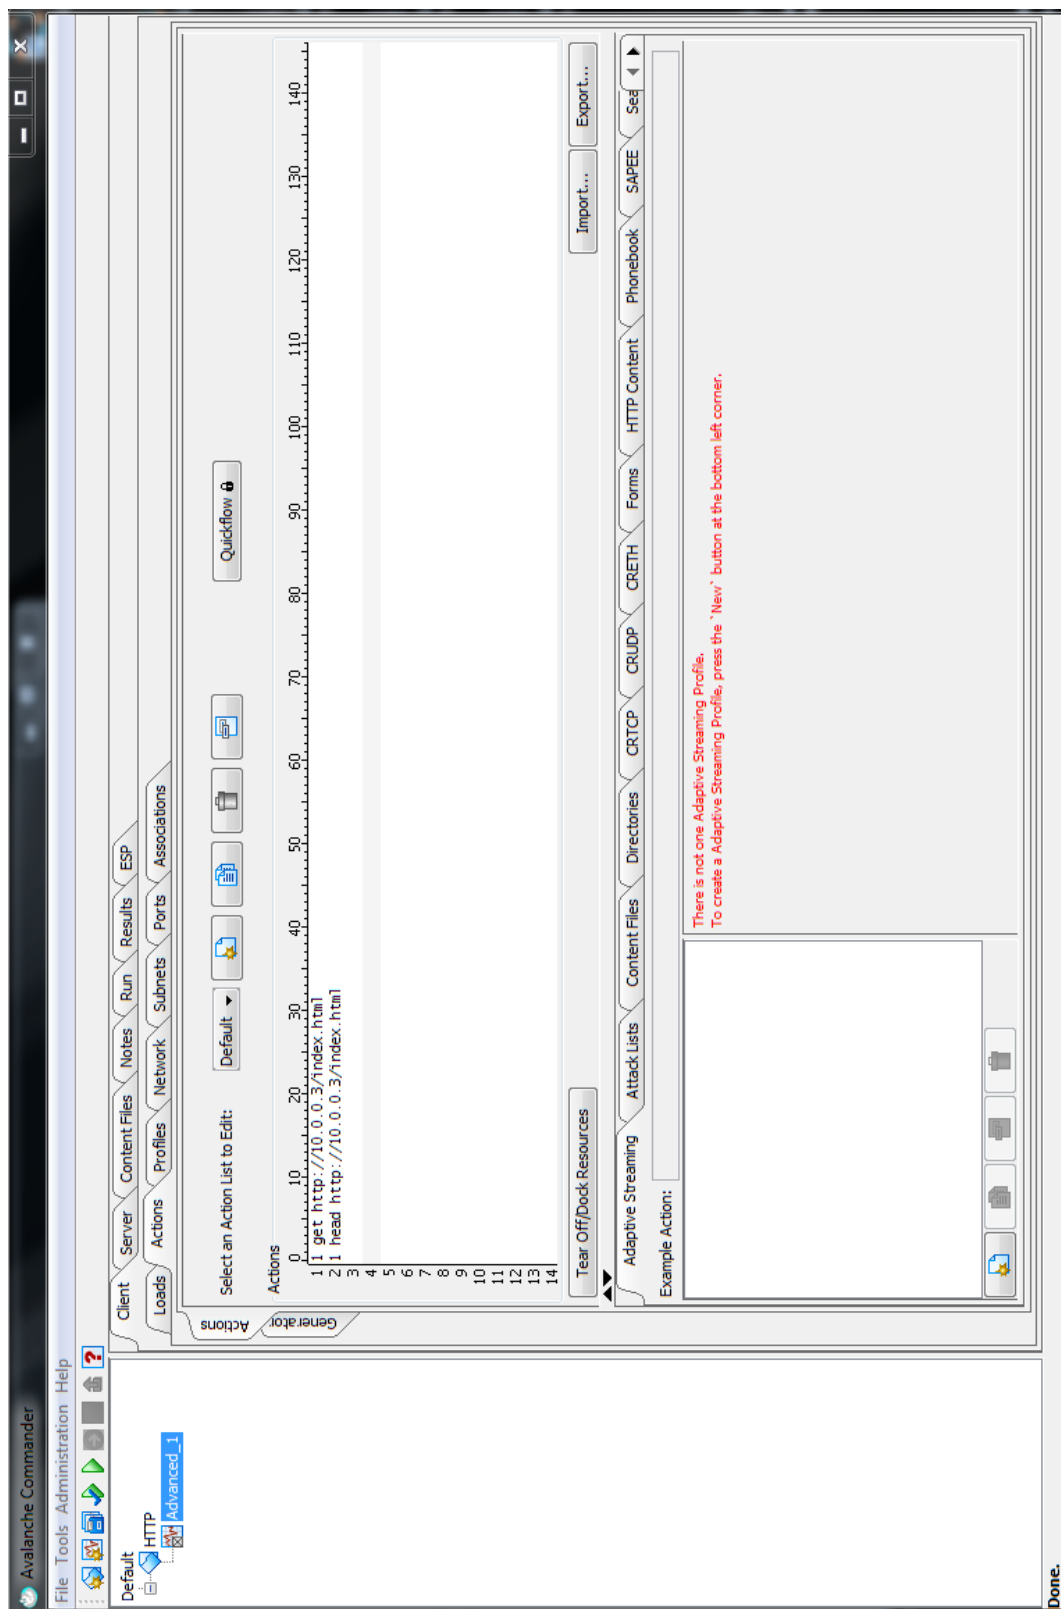 Avalanche Commander
File Tools Administration Help
Default
HTTP
Advanced_1
Client Server Content Files Notes Run Results ESP
Loads Actions Profiles Network Subnets Ports Associations
Actions
Generator
Select an Action List to Edit: Default Quickflow
Actions
0 10 20 30 40 50 60 70 80 90 100 110 120 130 140
1 1 get http://10.0.0.3/index.html
2 1 head http://10.0.0.3/index.html
3
4
5
6
7
8
9
10
11
12
13
14
Tear Off/Dock Resources Import... Export...
Adaptive Streaming Attack Lists Content Files Directories CRTCP CRUDP CRETH Forms HTTP Content Phonebook SAPEE Sea
Example Action:
There is not one Adaptive Streaming Profile.
To create a Adaptive Streaming Profile, press the `New` button at the bottom left corner.
Done.